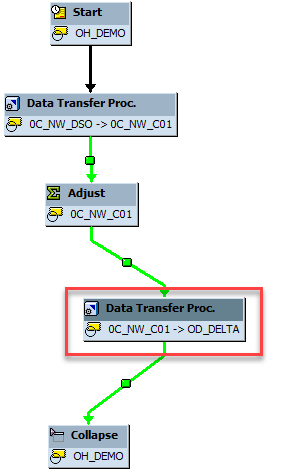 Start
OH_DEMO
Data Transfer Proc.
0C_NW_DSO -> 0C_NW_C01
Adjust
0C_NW_C01
Data Transfer Proc.
0C_NW_C01 -> OD_DELTA
Collapse
OH_DEMO